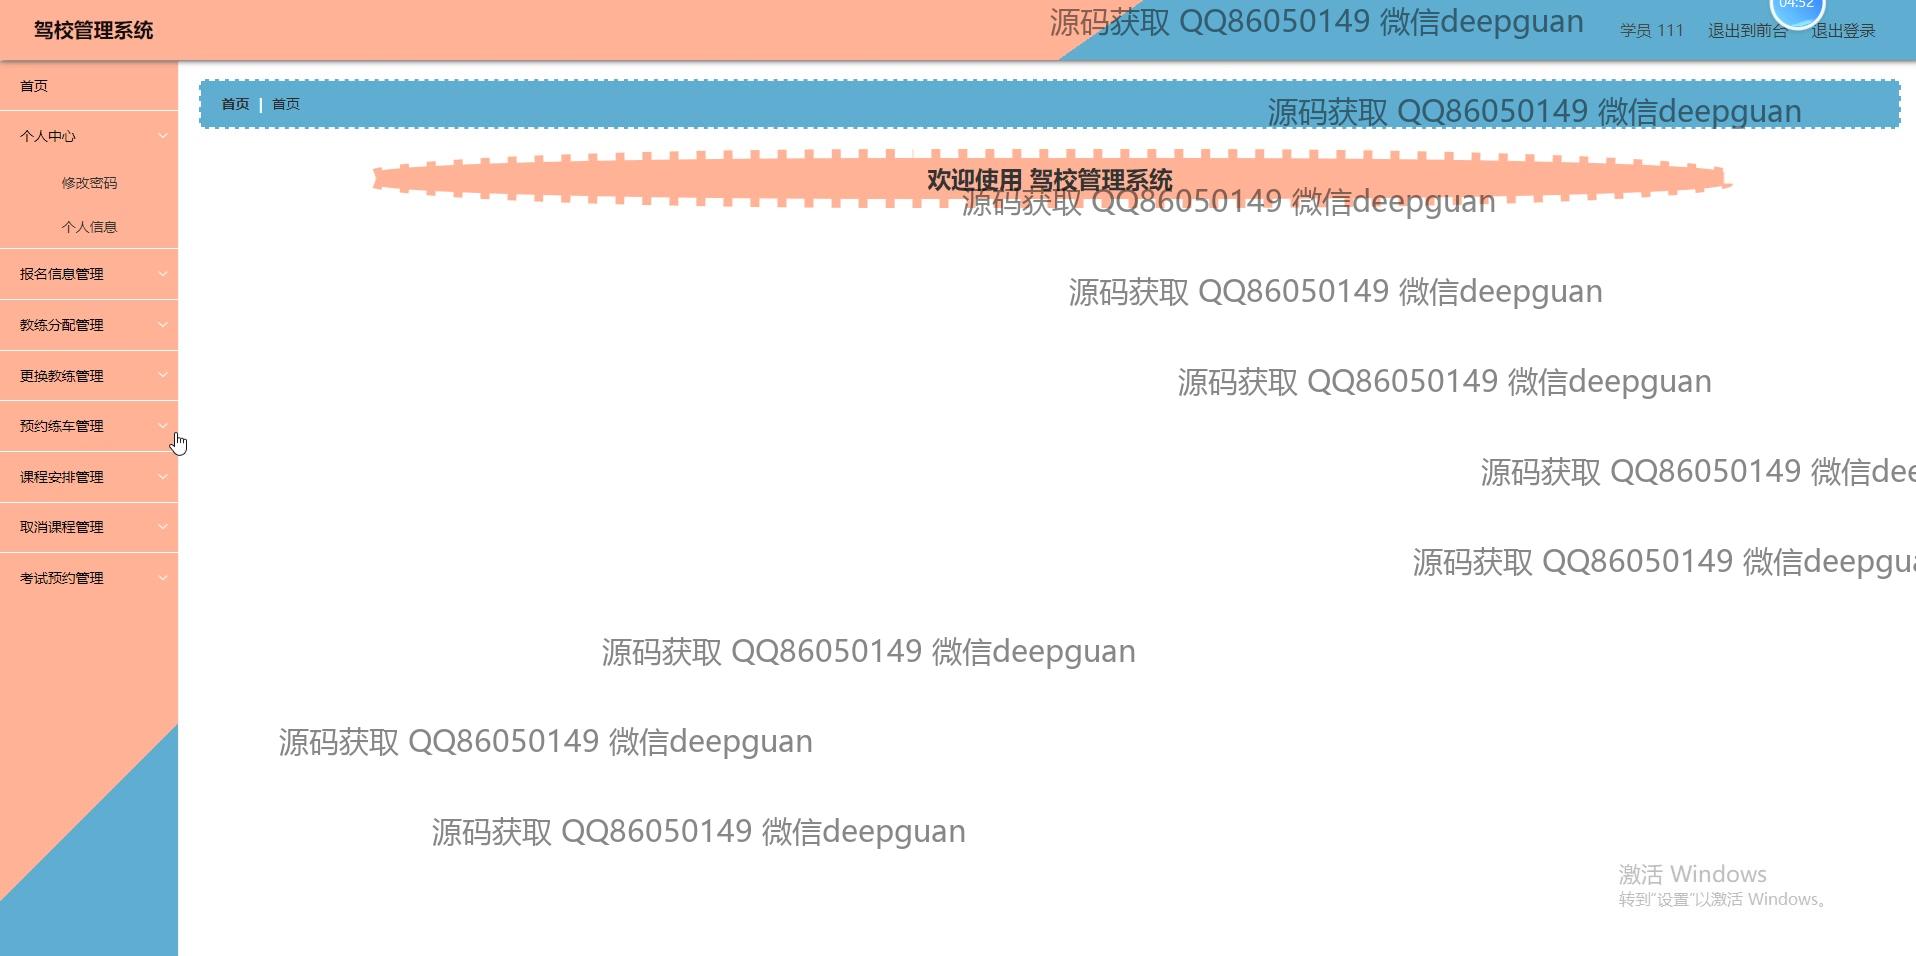 驾校管理系统
源码获取 QQ86050149 微信deepguan
04:52
学员 111
退出到前台
退出登录
首页
首页 | 首页
源码获取 QQ86050149 微信deepguan
个人中心
欢迎使用 驾校管理系统
修改密码
源码获取 QQ86050149 微信deepguan
个人信息
报名信息管理
源码获取 QQ86050149 微信deepguan
教练分配管理
更换教练管理
源码获取 QQ86050149 微信deepguan
预约练车管理
课程安排管理
源码获取 QQ86050149 微信dee
取消课程管理
源码获取 QQ86050149 微信deepgu
考试预约管理
源码获取 QQ86050149 微信deepguan
源码获取 QQ86050149 微信deepguan
源码获取 QQ86050149 微信deepguan
激活 Windows
转到“设置”以激活 Windows。